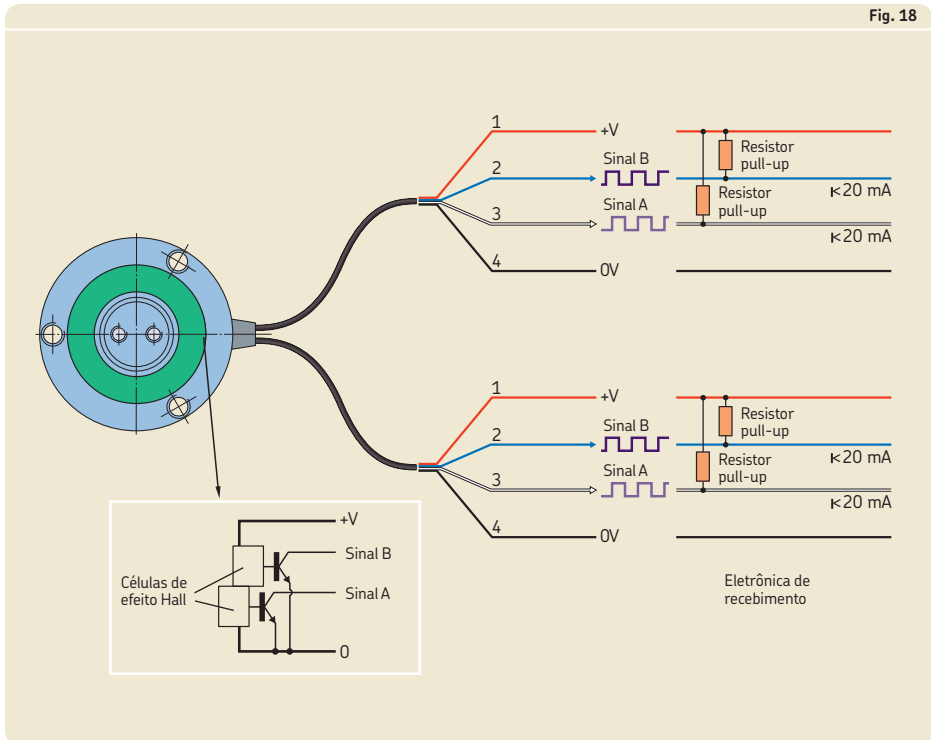 Fig. 18
1
+V
Resistor
pull-up
2
Sinal B
I<20 mA
Resistor
pull-up
3
Sinal A
I<20 mA
4
0V
1
+V
Resistor
pull-up
2
Sinal B
I<20 mA
Resistor
pull-up
3
Sinal A
I<20 mA
4
0V
Eletrônica de
recebimento
+V
Sinal B
Células de
efeito Hall
Sinal A
0